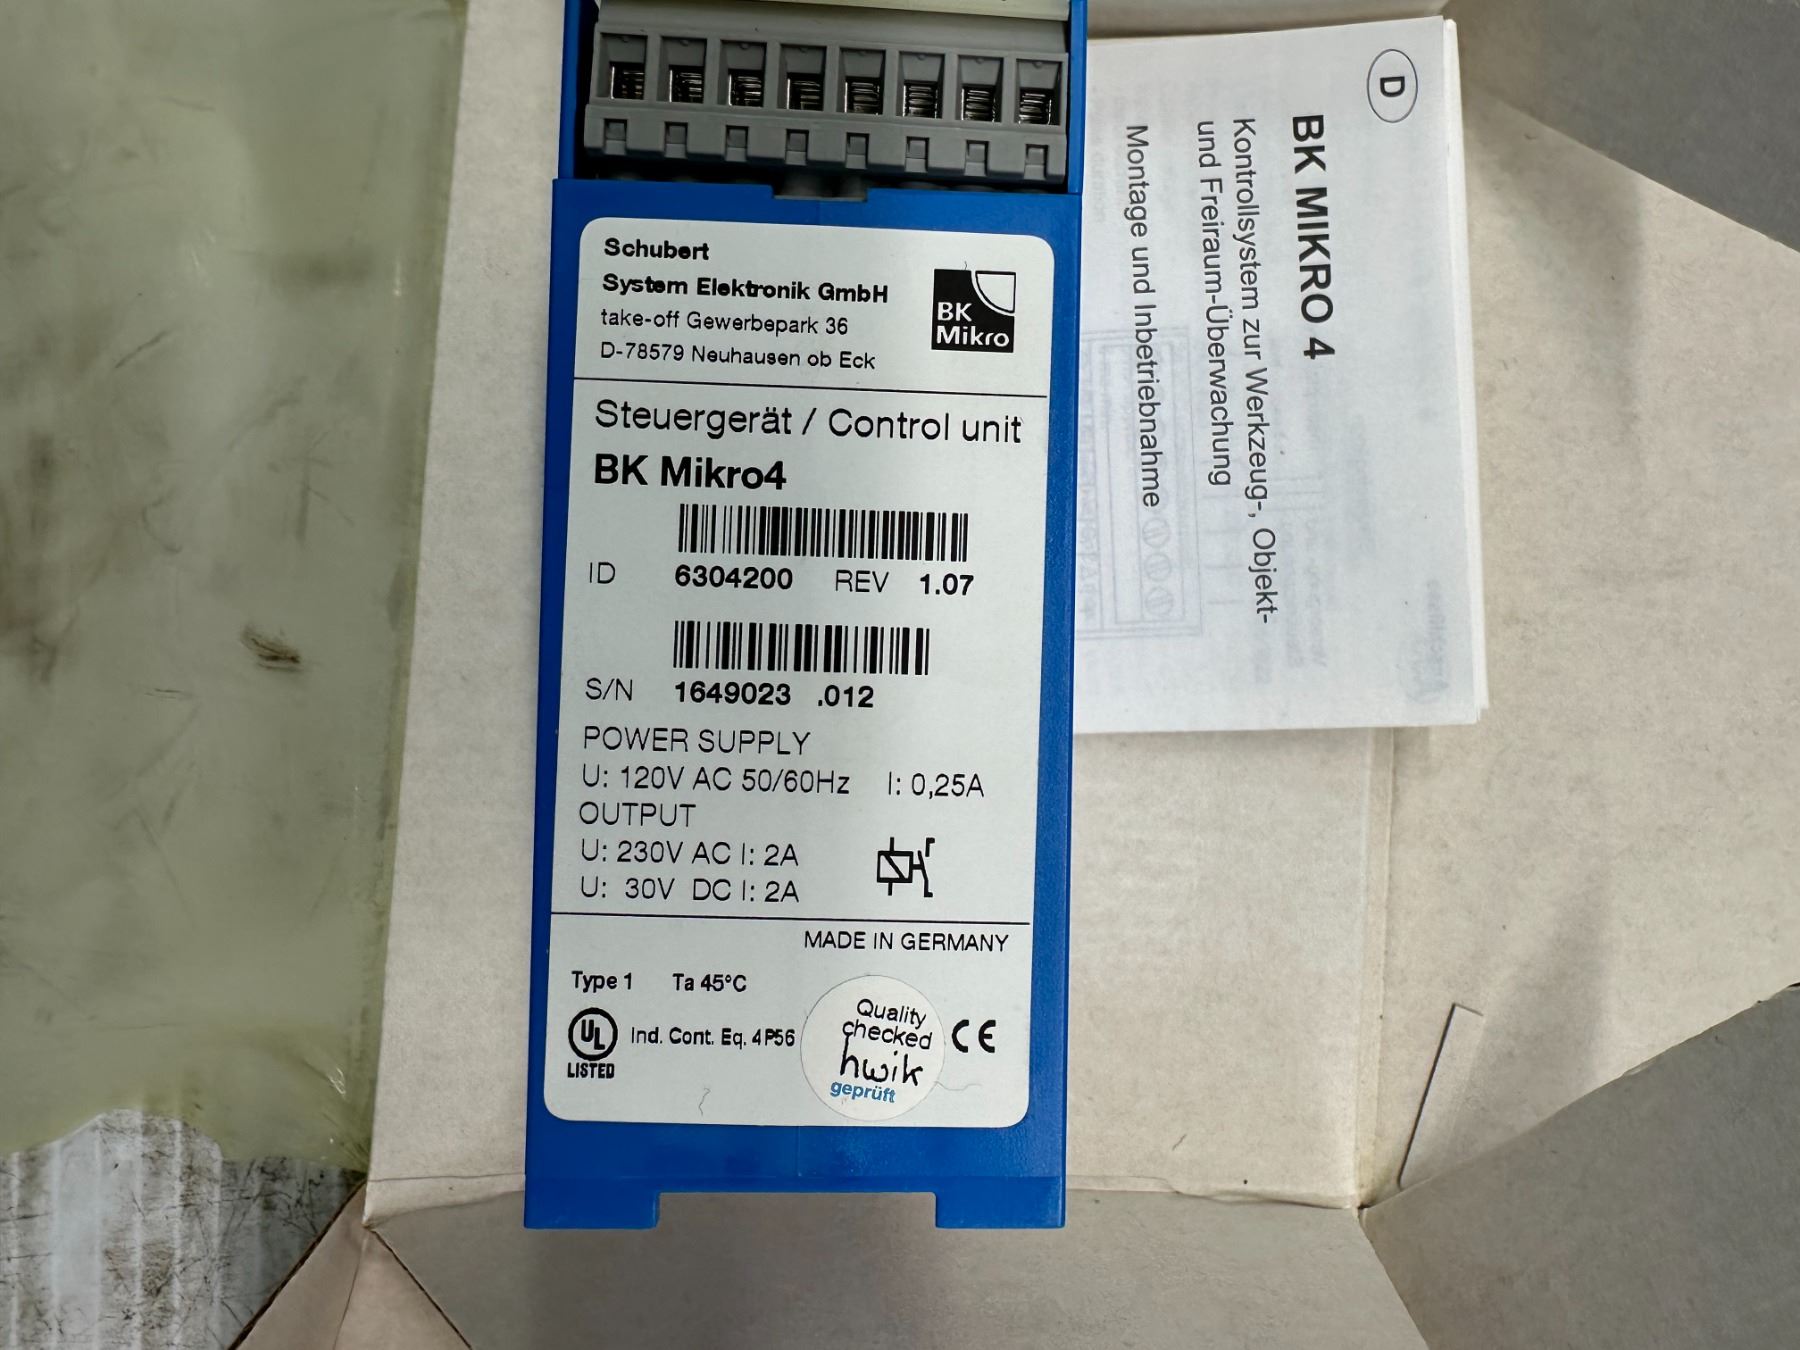 Schubert
System Elektronik GmbH
take-off Gewerbepark 36
D-78579 Neuhausen ob Eck
BK
Mikro
Steuergerät / Control unit
BK Mikro4
ID 6304200 REV 1.07
S/N 1649023 .012
POWER SUPPLY
U: 120V AC 50/60Hz I: 0,25A
OUTPUT
U: 230V AC I: 2A
U: 30V DC I: 2A
MADE IN GERMANY
Type 1 Ta 45°C
UL
LISTED
Ind. Cont. Eq. 4P56
Quality
checked
hwik
geprüft
CE
D
BK MIKRO 4
Kontrollsystem zur Werkzeug-, Objekt-
und Freiraum-Überwachung
Montage und Inbetriebnahme